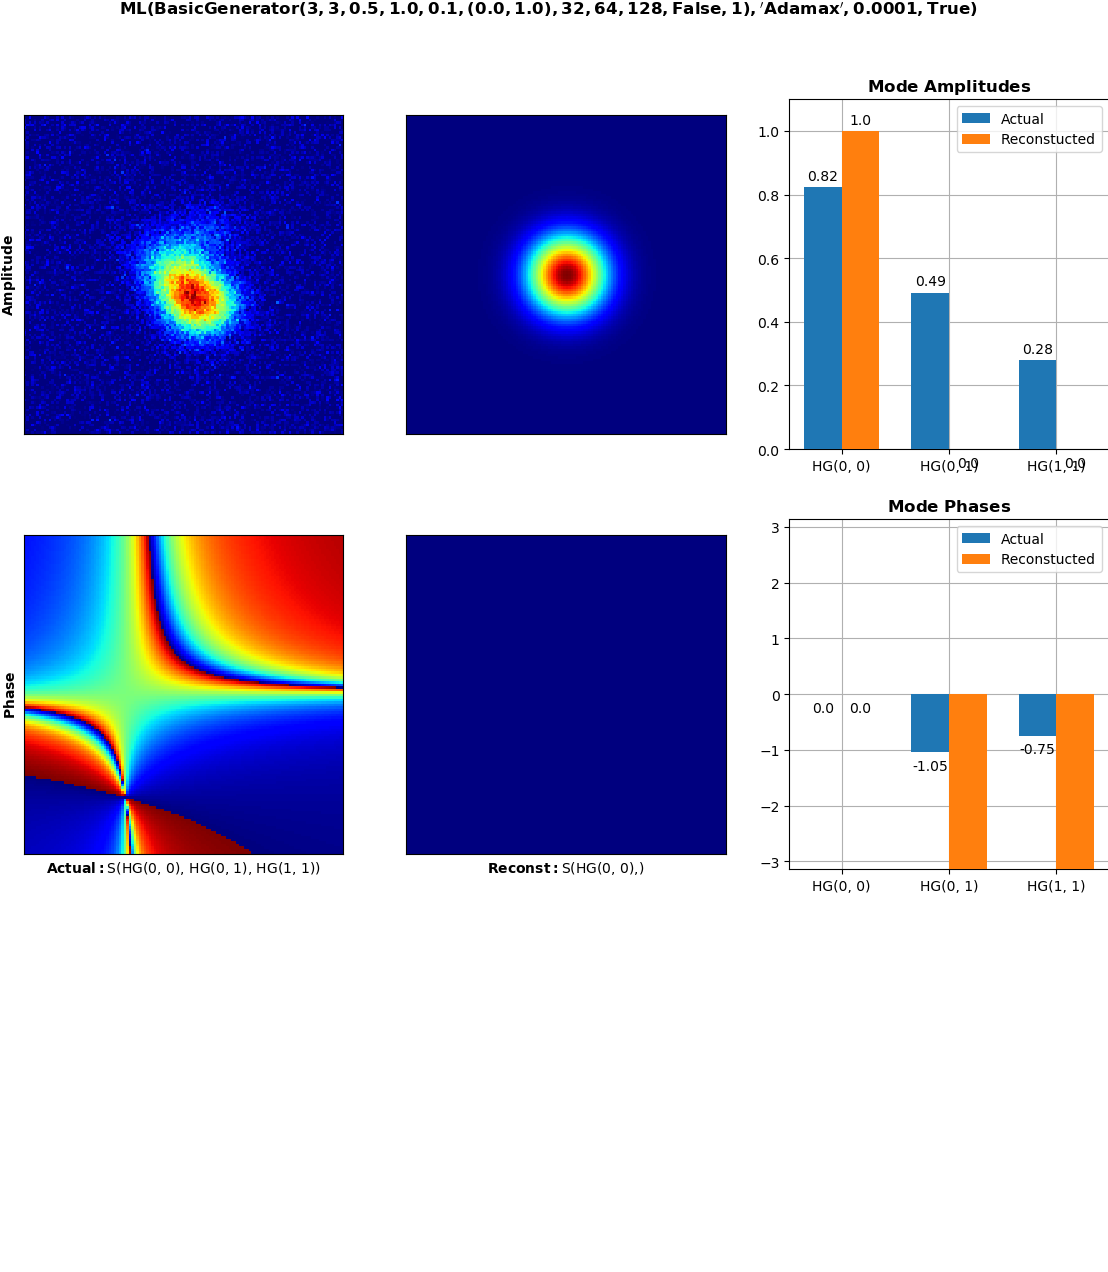 ML(BasicGenerator(3, 3, 0.5, 1.0, 0.1, (0.0, 1.0), 32, 64, 128, False, 1), ′Adamax′, 0.0001, True)
Amplitude
Mode Amplitudes
Actual
Reconstucted
1.0
0.82
0.49
0.28
0.0
0.0
1.0
0.8
0.6
0.4
0.2
0.0
HG(0, 0)
HG(0, 1)
HG(1, 1)
Phase
Actual: S(HG(0, 0), HG(0, 1), HG(1, 1))
Reconst: S(HG(0, 0),)
Mode Phases
Actual
Reconstucted
3
2
1
0
−1
−2
−3
0.0
0.0
-1.05
-0.75
HG(0, 0)
HG(0, 1)
HG(1, 1)